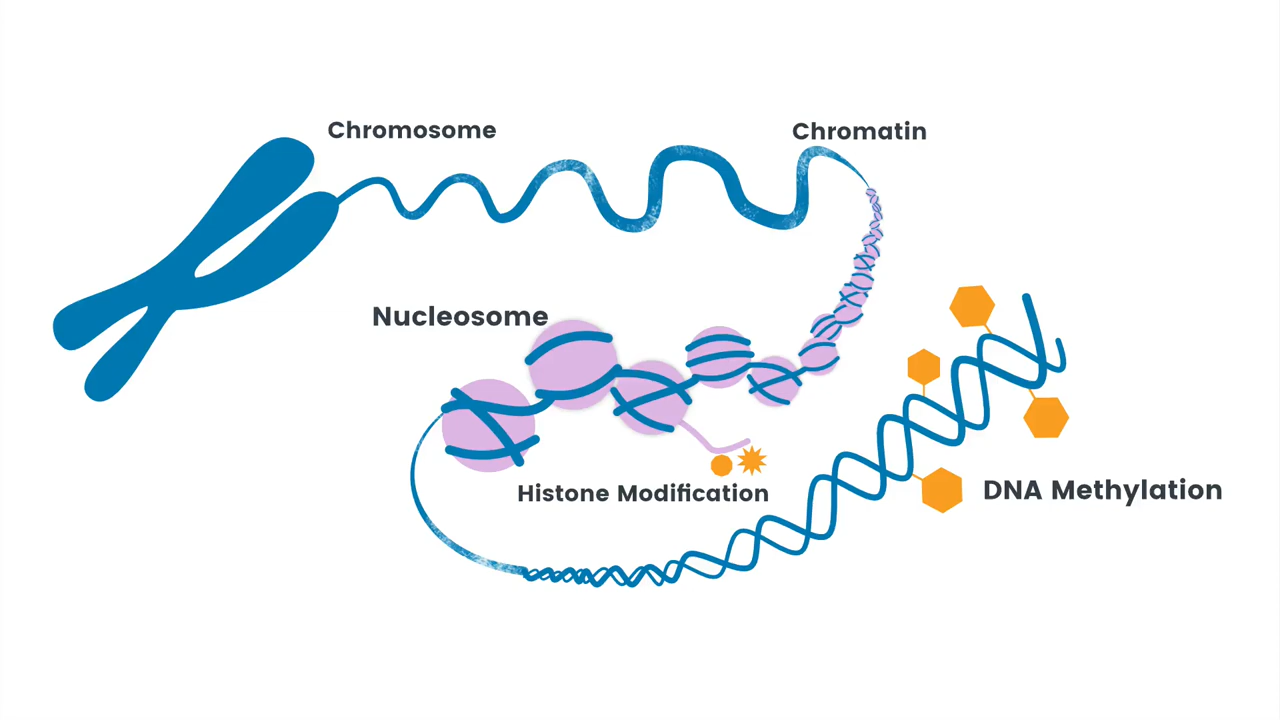 Chromosome
Chromatin
Nucleosome
Histone Modification
DNA Methylation